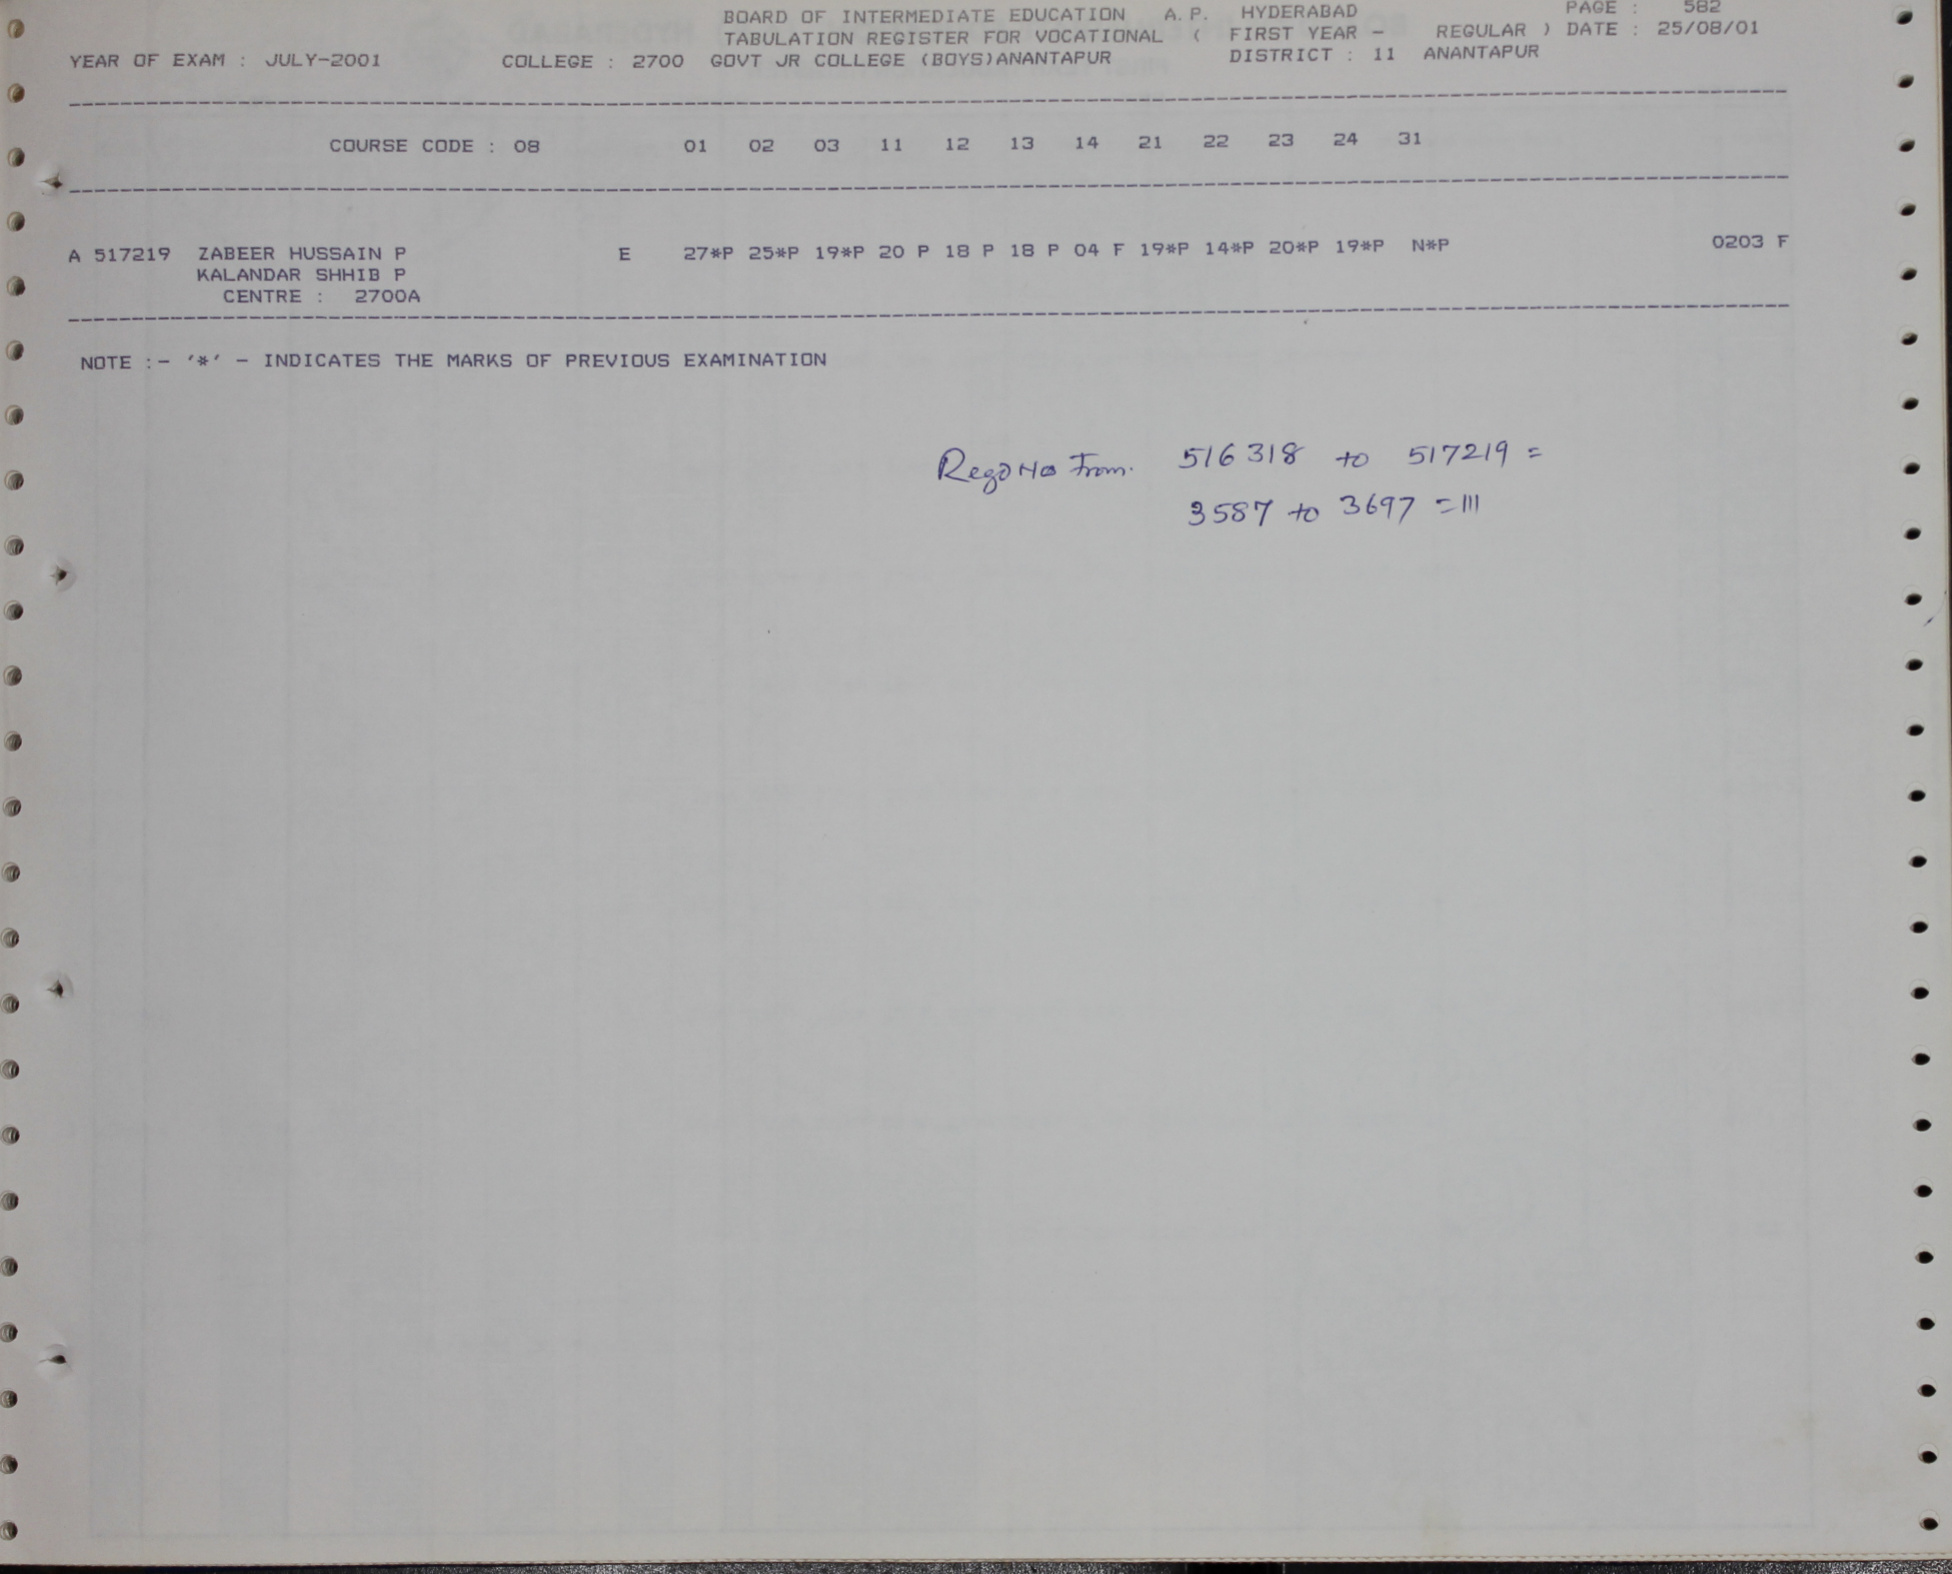 BOARD OF INTERMEDIATE EDUCATION A.P. HYDERABAD PAGE : 582
TABULATION REGISTER FOR VOCATIONAL ( FIRST YEAR - REGULAR ) DATE : 25/08/01
YEAR OF EXAM : JULY-2001 COLLEGE : 2700 GOVT JR COLLEGE (BOYS)ANANTAPUR DISTRICT : 11 ANANTAPUR
COURSE CODE : 08 01 02 03 11 12 13 14 21 22 23 24 31
A 517219 ZABEER HUSSAIN P E 27*P 25*P 19*P 20 P 18 P 18 P 04 F 19*P 14*P 20*P 19*P N*P 0203 F
KALANDAR SHHIB P
CENTRE : 2700A
NOTE :- '*' - INDICATES THE MARKS OF PREVIOUS EXAMINATION
Regd No From. 516318 to 517219 =
3587 to 3697 = 111